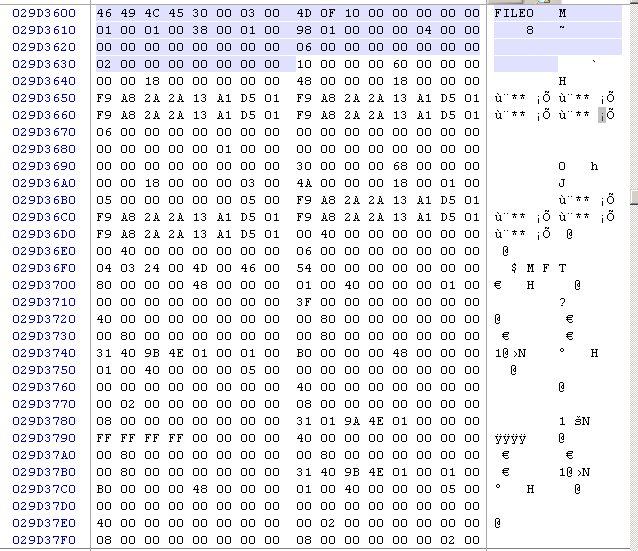 029D3600 46 49 4C 45 30 00 03 00 4D 0F 10 00 00 00 00 00 FILE0 M
029D3610 01 00 01 00 38 00 01 00 98 01 00 00 00 04 00 00 8 ~
029D3620 00 00 00 00 00 00 00 00 06 00 00 00 00 00 00 00
029D3630 02 00 00 00 00 00 00 00 10 00 00 00 60 00 00 00 `
029D3640 00 00 18 00 00 00 00 00 48 00 00 00 18 00 00 00 H
029D3650 F9 A8 2A 2A 13 A1 D5 01 F9 A8 2A 2A 13 A1 D5 01 ù¨** ¡Õ ù¨** ¡Õ
029D3660 F9 A8 2A 2A 13 A1 D5 01 F9 A8 2A 2A 13 A1 D5 01 ù¨** ¡Õ ù¨** ¡Õ
029D3670 06 00 00 00 00 00 00 00 00 00 00 00 00 00 00 00
029D3680 00 00 00 00 00 01 00 00 00 00 00 00 00 00 00 00
029D3690 00 00 00 00 00 00 00 00 30 00 00 00 68 00 00 00 0 h
029D36A0 00 00 18 00 00 00 03 00 4A 00 00 00 18 00 01 00 J
029D36B0 05 00 00 00 00 00 05 00 F9 A8 2A 2A 13 A1 D5 01 ù¨** ¡Õ
029D36C0 F9 A8 2A 2A 13 A1 D5 01 F9 A8 2A 2A 13 A1 D5 01 ù¨** ¡Õ ù¨** ¡Õ
029D36D0 F9 A8 2A 2A 13 A1 D5 01 00 40 00 00 00 00 00 00 ù¨** ¡Õ @
029D36E0 00 40 00 00 00 00 00 00 06 00 00 00 00 00 00 00 @
029D36F0 04 03 24 00 4D 00 46 00 54 00 00 00 00 00 00 00 $ M F T
029D3700 80 00 00 00 48 00 00 00 01 00 40 00 00 00 01 00 € H @
029D3710 00 00 00 00 00 00 00 00 3F 00 00 00 00 00 00 00 ?
029D3720 40 00 00 00 00 00 00 00 00 80 00 00 00 00 00 00 @ €
029D3730 00 80 00 00 00 00 00 00 00 80 00 00 00 00 00 00 € €
029D3740 31 40 9B 4E 01 00 01 00 B0 00 00 00 48 00 00 00 1@›N ° H
029D3750 01 00 40 00 00 00 05 00 00 00 00 00 00 00 00 00 @
029D3760 00 00 00 00 00 00 00 00 40 00 00 00 00 00 00 00 @
029D3770 00 02 00 00 00 00 00 00 08 00 00 00 00 00 00 00
029D3780 08 00 00 00 00 00 00 00 31 01 9A 4E 01 00 00 00 1 šN
029D3790 FF FF FF FF 00 00 00 00 40 00 00 00 00 00 00 00 ÿÿÿÿ @
029D37A0 00 80 00 00 00 00 00 00 00 80 00 00 00 00 00 00 € €
029D37B0 00 80 00 00 00 00 00 00 31 40 9B 4E 01 00 01 00 € 1@›N
029D37C0 B0 00 00 00 48 00 00 00 01 00 40 00 00 00 05 00 ° H @
029D37D0 00 00 00 00 00 00 00 00 00 00 00 00 00 00 00 00
029D37E0 40 00 00 00 00 00 00 00 00 02 00 00 00 00 00 00 @
029D37F0 08 00 00 00 00 00 00 00 08 00 00 00 00 00 02 00